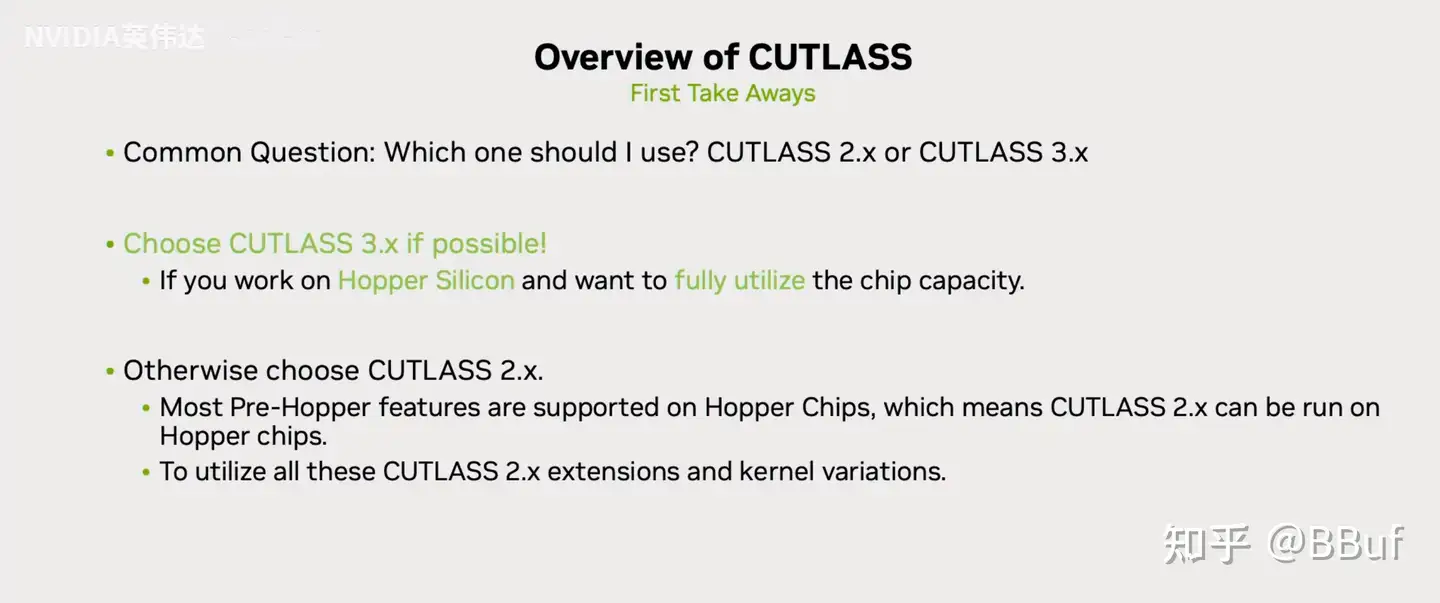 NVIDIA英伟达
Overview of CUTLASS
First Take Aways
• Common Question: Which one should I use? CUTLASS 2.x or CUTLASS 3.x
• Choose CUTLASS 3.x if possible!
• If you work on Hopper Silicon and want to fully utilize the chip capacity.
• Otherwise choose CUTLASS 2.x.
• Most Pre-Hopper features are supported on Hopper Chips, which means CUTLASS 2.x can be run on
Hopper chips.
• To utilize all these CUTLASS 2.x extensions and kernel variations.
知乎 @BBuf